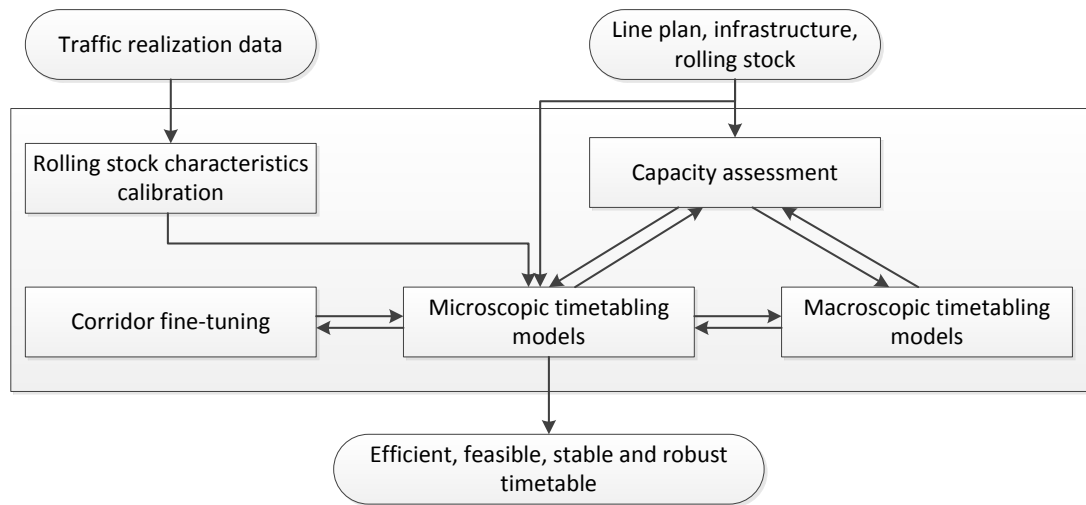 Traffic realization data
Line plan, infrastructure,
rolling stock
Rolling stock characteristics
calibration
Capacity assessment
Corridor fine-tuning
Microscopic timetabling
models
Macroscopic timetabling
models
Efficient, feasible, stable and robust
timetable